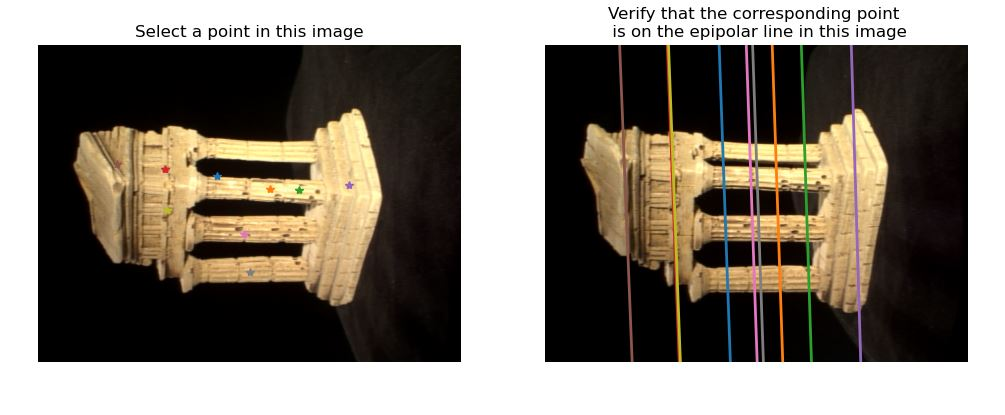 Select a point in this image
Verify that the corresponding point
is on the epipolar line in this image